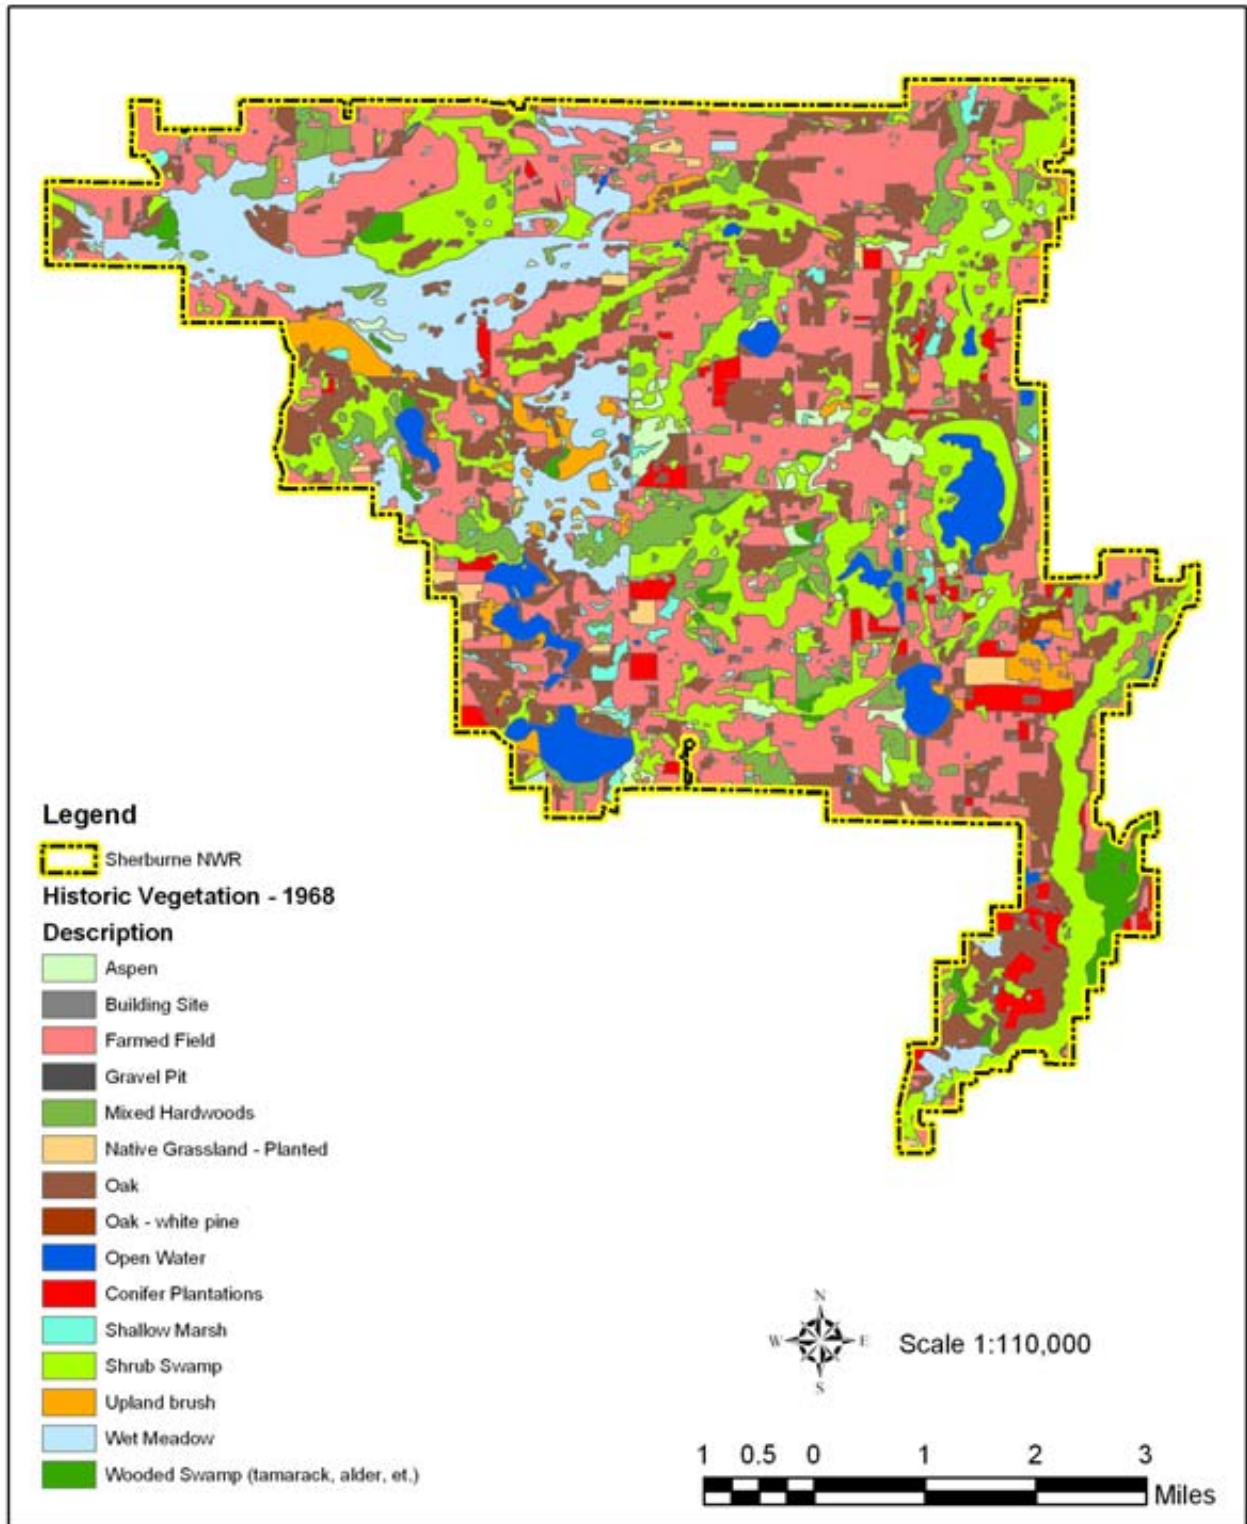 Legend
Sherburne NWR
Historic Vegetation - 1968
Description
Aspen
Building Site
Farmed Field
Gravel Pit
Mixed Hardwoods
Native Grassland - Planted
Oak
Oak - white pine
Open Water
Conifer Plantations
Shallow Marsh
Shrub Swamp
Upland brush
Wet Meadow
Wooded Swamp (tamarack, alder, et.)
N
W E
S
Scale 1:110,000
1 0.5 0 1 2 3
Miles